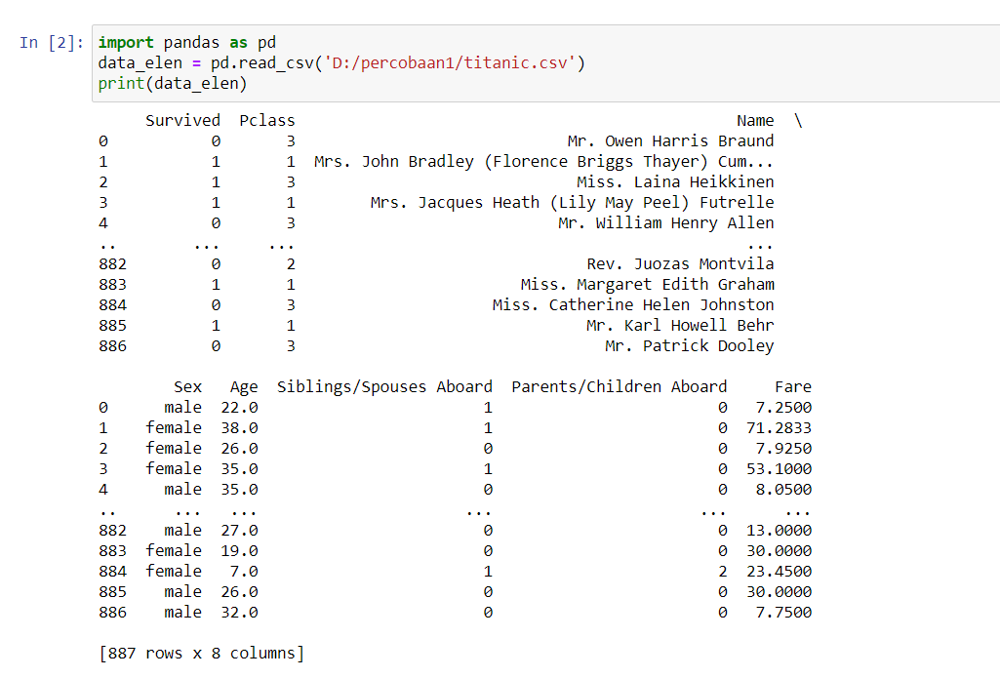 In [2]: import pandas as pd
data_elen = pd.read_csv('D:/percobaan1/titanic.csv')
print(data_elen)
     Survived  Pclass                                               Name  \
0           0       3                             Mr. Owen Harris Braund
1           1       1  Mrs. John Bradley (Florence Briggs Thayer) Cum...
2           1       3                              Miss. Laina Heikkinen
3           1       1        Mrs. Jacques Heath (Lily May Peel) Futrelle
4           0       3                            Mr. William Henry Allen
..        ...     ...                                                ...
882         0       2                               Rev. Juozas Montvila
883         1       1                        Miss. Margaret Edith Graham
884         0       3                     Miss. Catherine Helen Johnston
885         1       1                               Mr. Karl Howell Behr
886         0       3                                 Mr. Patrick Dooley
        Sex   Age  Siblings/Spouses Aboard  Parents/Children Aboard     Fare
0      male  22.0                        1                        0   7.2500
1    female  38.0                        1                        0  71.2833
2    female  26.0                        0                        0   7.9250
3    female  35.0                        1                        0  53.1000
4      male  35.0                        0                        0   8.0500
..      ...   ...                      ...                      ...      ...
882    male  27.0                        0                        0  13.0000
883  female  19.0                        0                        0  30.0000
884  female   7.0                        1                        2  23.4500
885    male  26.0                        0                        0  30.0000
886    male  32.0                        0                        0   7.7500
[887 rows x 8 columns]